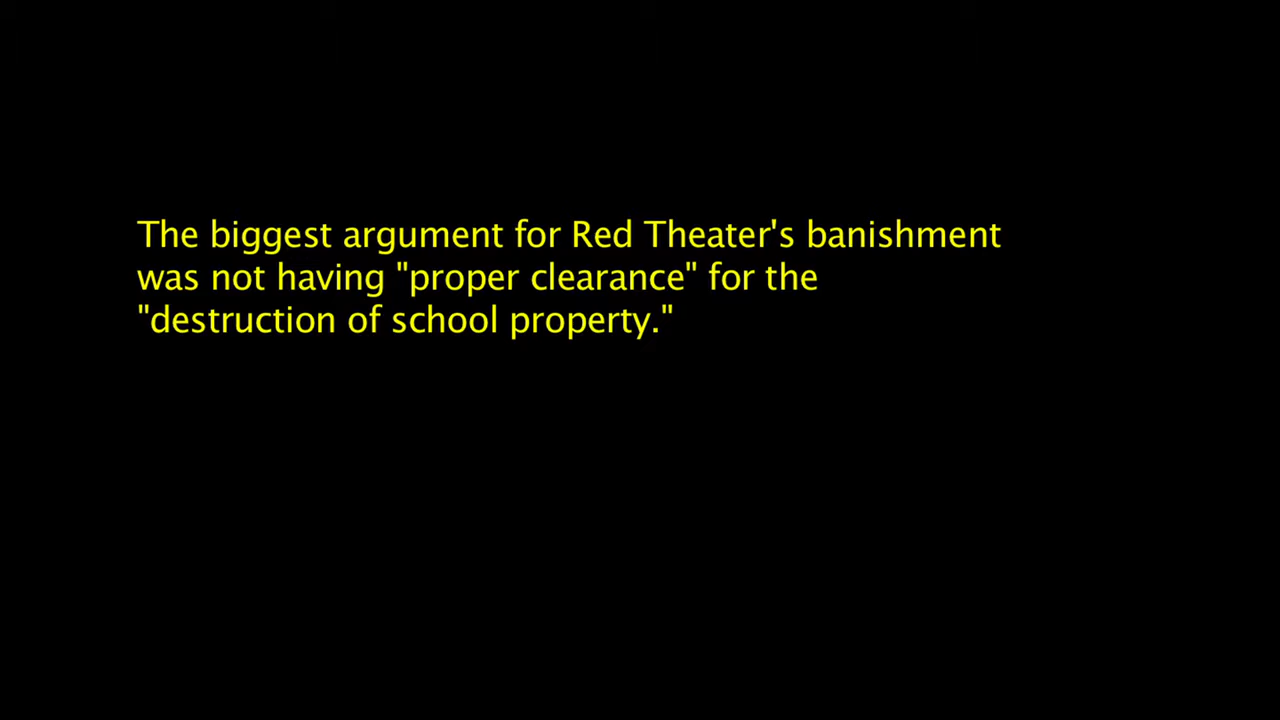 The biggest argument for Red Theater's banishment
was not having "proper clearance" for the
"destruction of school property."